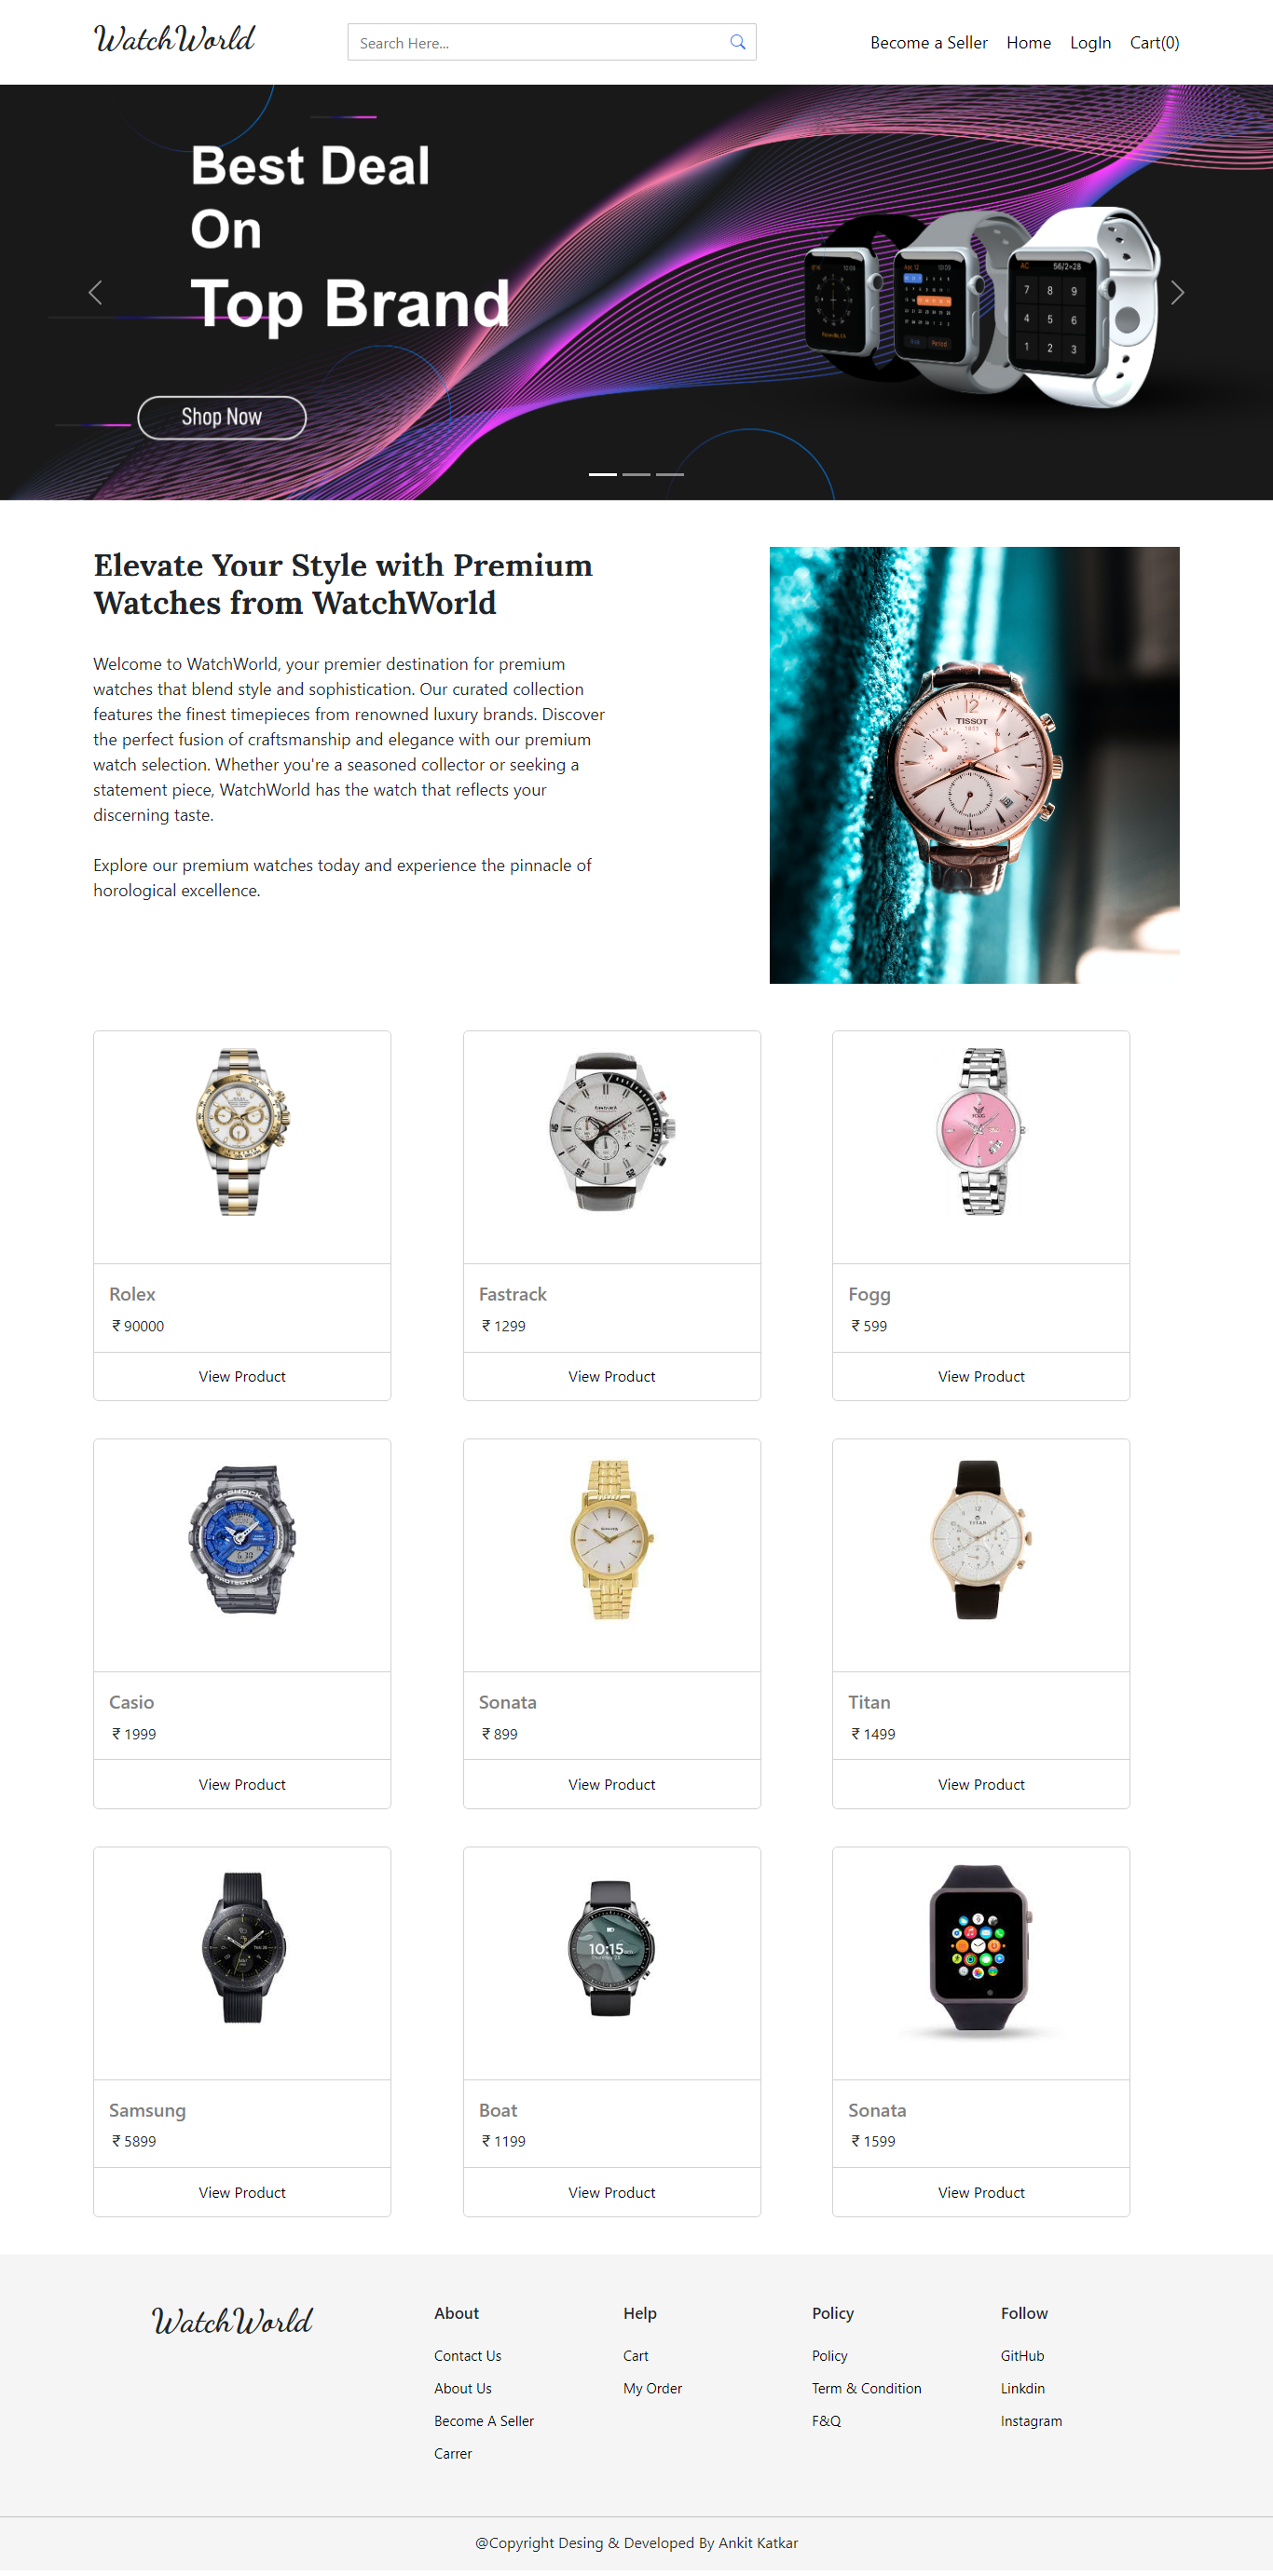 WatchWorld
Search Here...
Become a Seller Home LogIn Cart(0)
Best Deal
On
Top Brand
Shop Now
Elevate Your Style with Premium
Watches from WatchWorld
Welcome to WatchWorld, your premier destination for premium
watches that blend style and sophistication. Our curated collection
features the finest timepieces from renowned luxury brands. Discover
the perfect fusion of craftsmanship and elegance with our premium
watch selection. Whether you're a seasoned collector or seeking a
statement piece, WatchWorld has the watch that reflects your
discerning taste.
Explore our premium watches today and experience the pinnacle of
horological excellence.
TISSOT
Rolex
₹ 90000
View Product
Fastrack
₹ 1299
View Product
Fogg
₹ 599
View Product
G-SHOCK
PROTECTION
Casio
₹ 1999
View Product
Sonata
₹ 899
View Product
TITAN
Titan
₹ 1499
View Product
Samsung
₹ 5899
View Product
10:15
Boat
₹ 1199
View Product
Sonata
₹ 1599
View Product
WatchWorld
About
Contact Us
About Us
Become A Seller
Carrer
Help
Cart
My Order
Policy
Policy
Term & Condition
F&Q
Follow
GitHub
Linkdin
Instagram
@Copyright Desing & Developed By Ankit Katkar